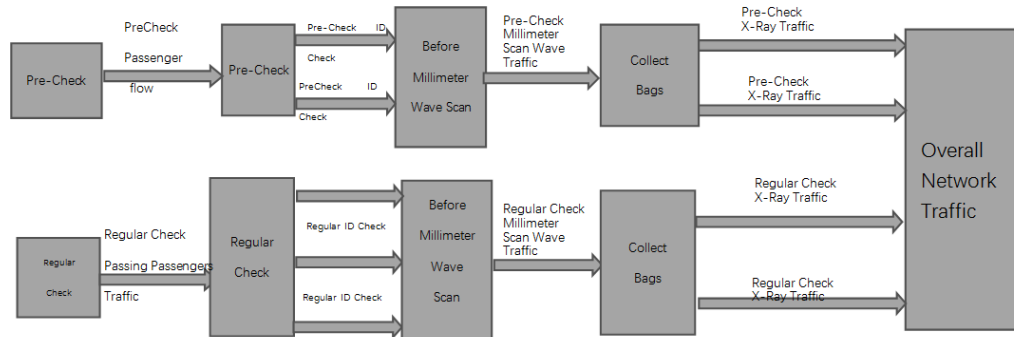 Pre-Check
PreCheck
Passenger
flow
Pre-Check
Pre-Check ID
Check
PreCheck ID
Check
Before
Millimeter
Wave Scan
Pre-Check
Millimeter
Scan Wave
Traffic
Collect
Bags
Pre-Check
X-Ray Traffic
Pre-Check
X-Ray Traffic
Overall
Network
Traffic
Regular
Check
Regular Check
Passing Passengers
Traffic
Regular
Check
Regular ID Check
Regular ID Check
Before
Millimeter
Wave
Scan
Regular Check
Millimeter
Scan Wave
Traffic
Collect
Bags
Regular Check
X-Ray Traffic
Regular Check
X-Ray Traffic